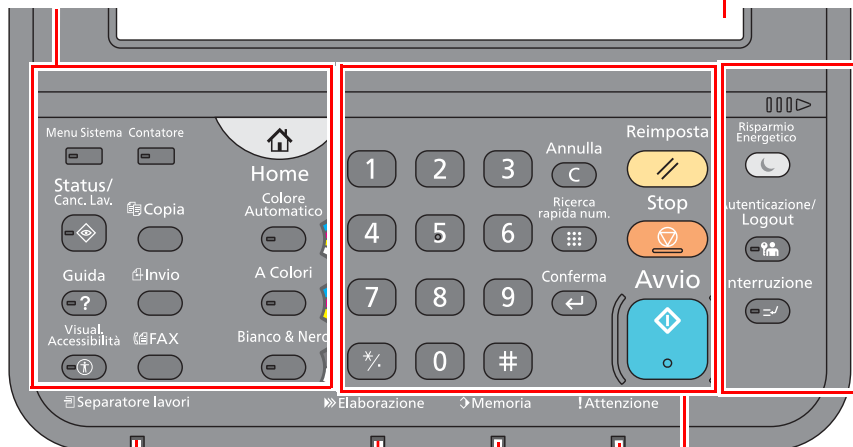 Menu Sistema Contatore
Home
Status/
Canc. Lav.
Copia
Colore
Automatico
Guida
?
Invio
A Colori
Visual.
Accessibilità
FAX
Bianco & Nero
1 2 3
Annulla
C
Reimposta
4 5 6
Ricerca
rapida num.
Stop
7 8 9
Conferma
Avvio
*/. 0 #
Risparmio
Energetico
Autenticazione/
Logout
Interruzione
Separatore lavori
Elaborazione
Memoria
Attenzione